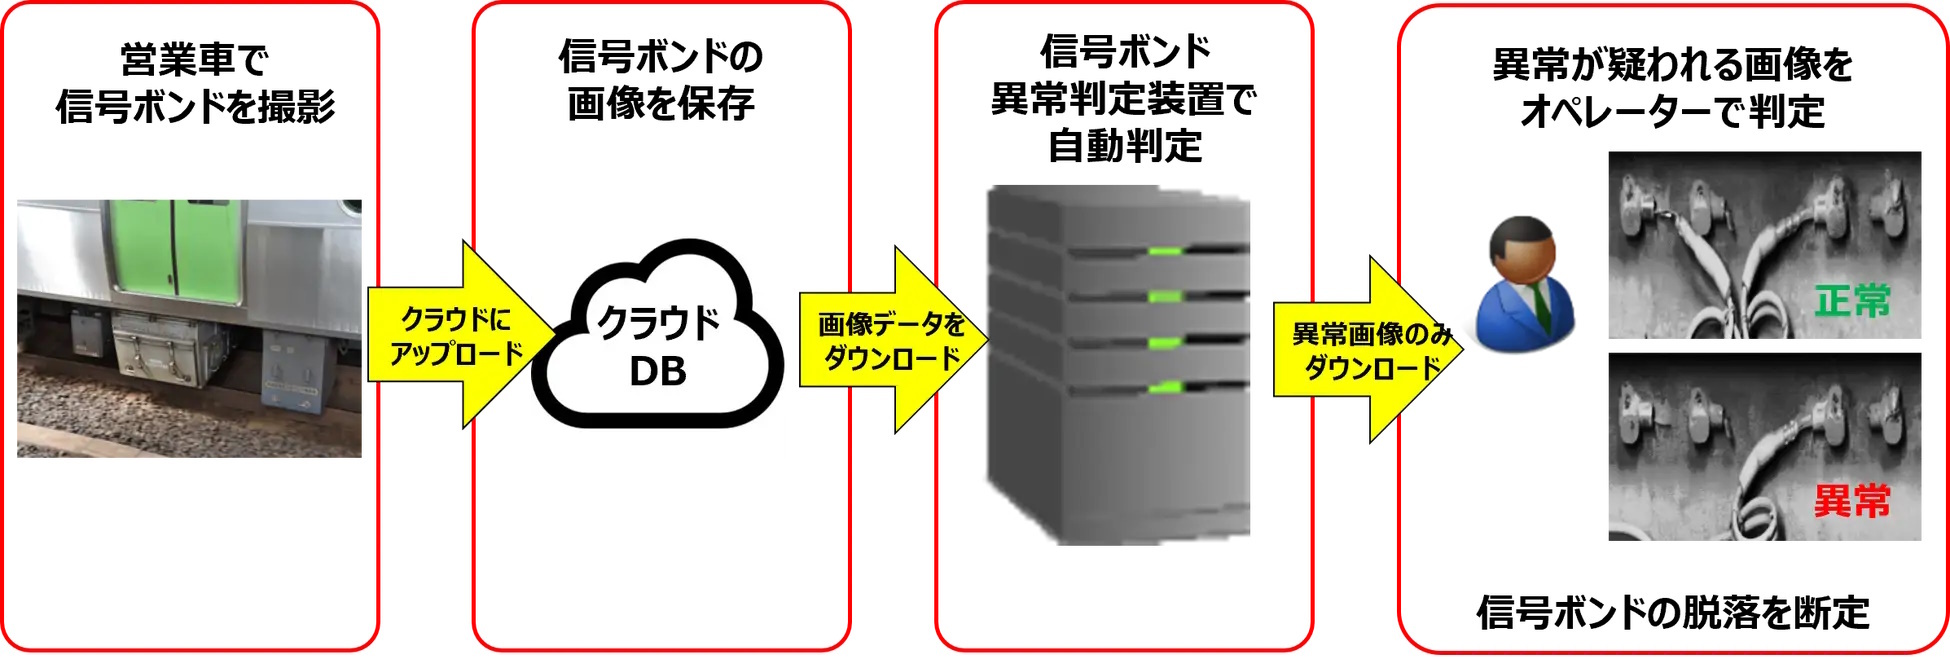 営業車で
信号ボンドを撮影
クラウドに
アップロード
信号ボンドの
画像を保存
クラウド
DB
画像データを
ダウンロード
信号ボンド
異常判定装置で
自動判定
異常画像のみ
ダウンロード
異常が疑われる画像を
オペレーターで判定
正常
異常
信号ボンドの脱落を断定